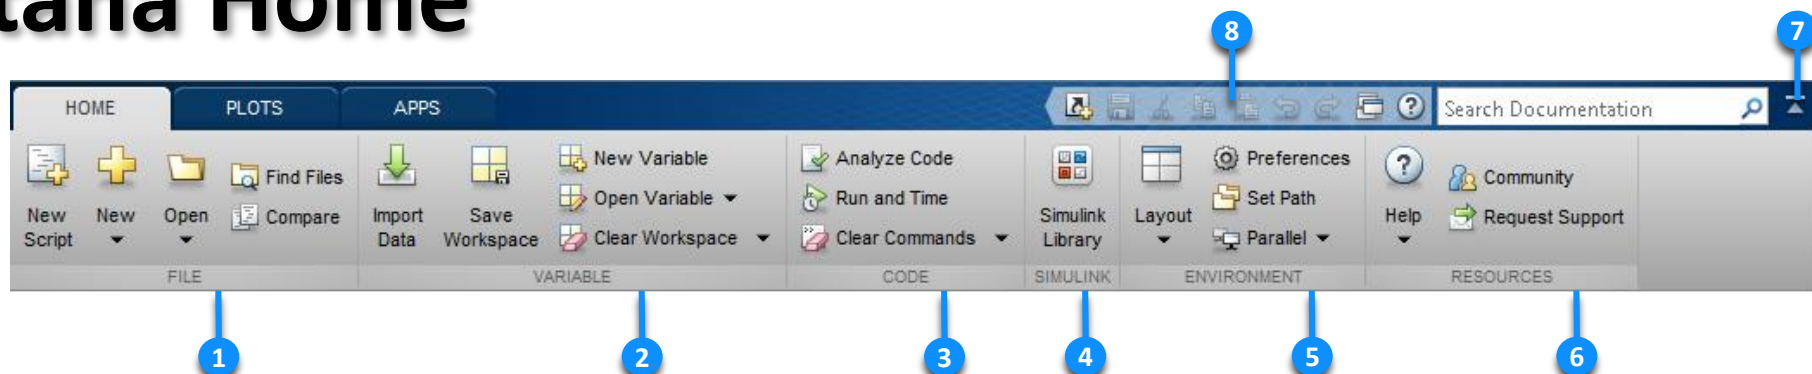 Home
8
7
HOME
PLOTS
APPS
Search Documentation
New Script
New
Open
Find Files
Compare
Import Data
Save Workspace
New Variable
Open Variable
Clear Workspace
Analyze Code
Run and Time
Clear Commands
Simulink Library
Layout
Preferences
Set Path
Parallel
Help
Community
Request Support
FILE
VARIABLE
CODE
SIMULINK
ENVIRONMENT
RESOURCES
1
2
3
4
5
6